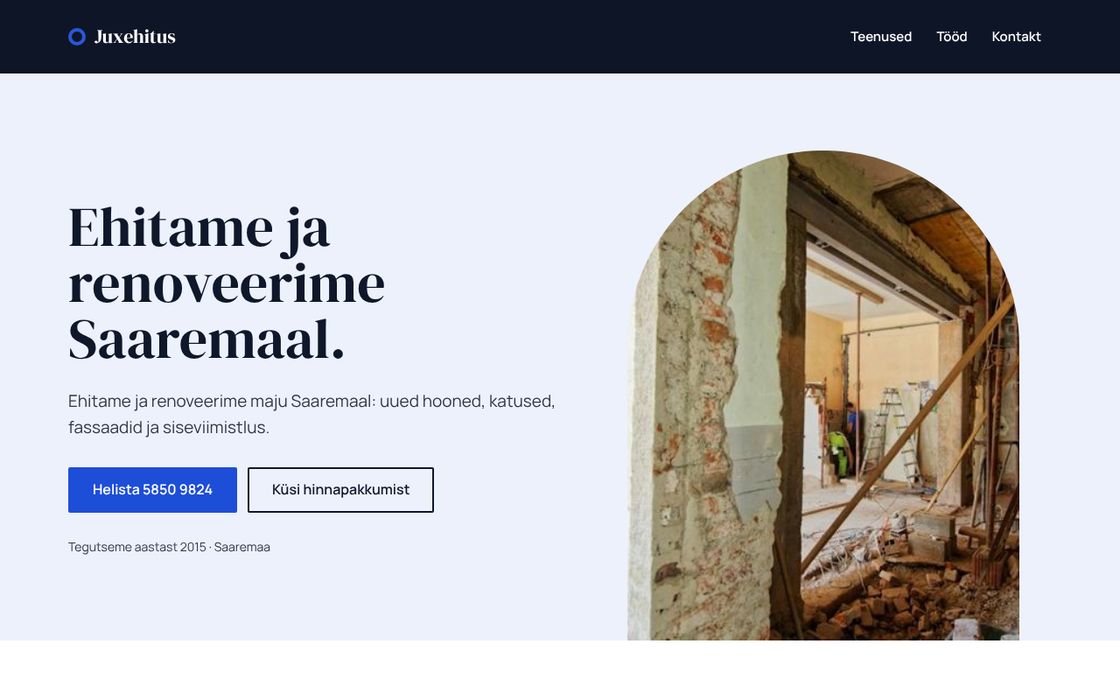 Juxehitus
Teenused Tööd Kontakt
Ehitame ja
renoveerime
Saaremaal.
Ehitame ja renoveerime maju Saaremaal: uued hooned, katused,
fassaadid ja siseviimistlus.
Helista 5850 9824 Küsi hinnapakkumist
Tegutseme aastast 2015 · Saaremaa